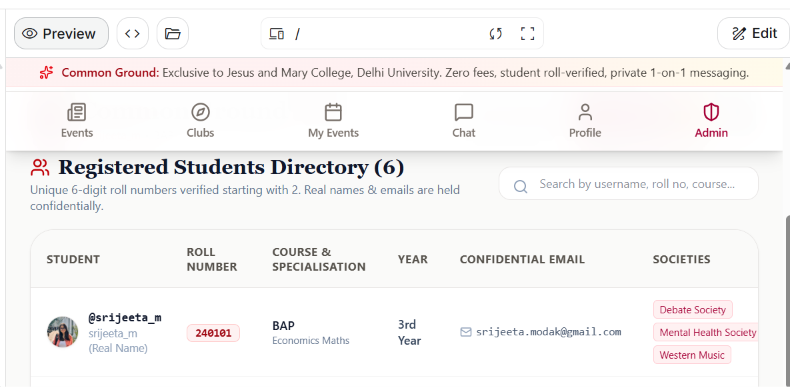 Preview
/
Edit
Common Ground: Exclusive to Jesus and Mary College, Delhi University. Zero fees, student roll-verified, private 1-on-1 messaging.
Events
Clubs
My Events
Chat
Profile
Admin
Registered Students Directory (6)
Unique 6-digit roll numbers verified starting with 2. Real names & emails are held
confidentially.
Search by username, roll no, course...
STUDENT
ROLL
NUMBER
COURSE &
SPECIALISATION
YEAR
CONFIDENTIAL EMAIL
SOCIETIES
@srijeeta_m
srijeeta_m
(Real Name)
240101
BAP
Economics Maths
3rd
Year
srijeeta.modak@gmail.com
Debate Society
Mental Health Society
Western Music